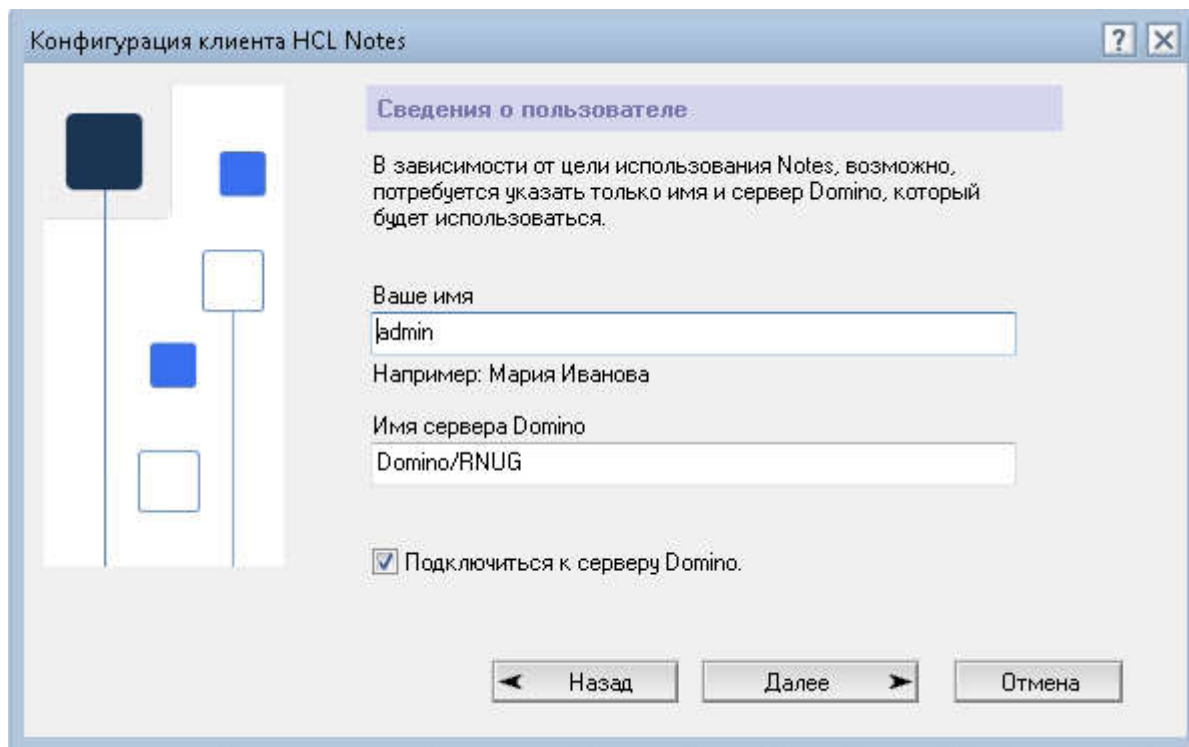 Конфигурация клиента HCL Notes
?
Сведения о пользователе
В зависимости от цели использования Notes, возможно,
потребуется указать только имя и сервер Domino, который
будет использоваться.
Ваше имя
admin
Например: Мария Иванова
Имя сервера Domino
Domino/RNUG
Подключиться к серверу Domino.
Назад Далее Отмена